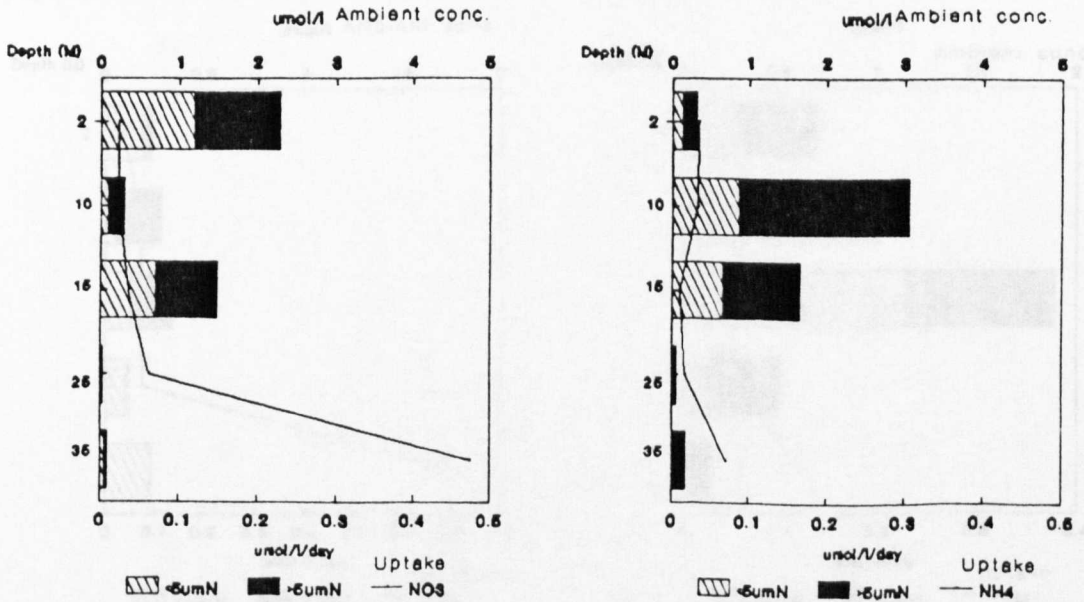 umol/l Ambient conc.
Depth (M)
0 1 2 3 4 5
2
10
15
25
35
0 0.1 0.2 0.3 0.4 0.5
umol/l/day
Uptake
<5umN >5umN NO3
umol/l Ambient conc.
Depth (M)
0 1 2 3 4 5
2
10
15
25
35
0 0.1 0.2 0.3 0.4 0.5
umol/l/day
Uptake
<5umN >5umN NH4